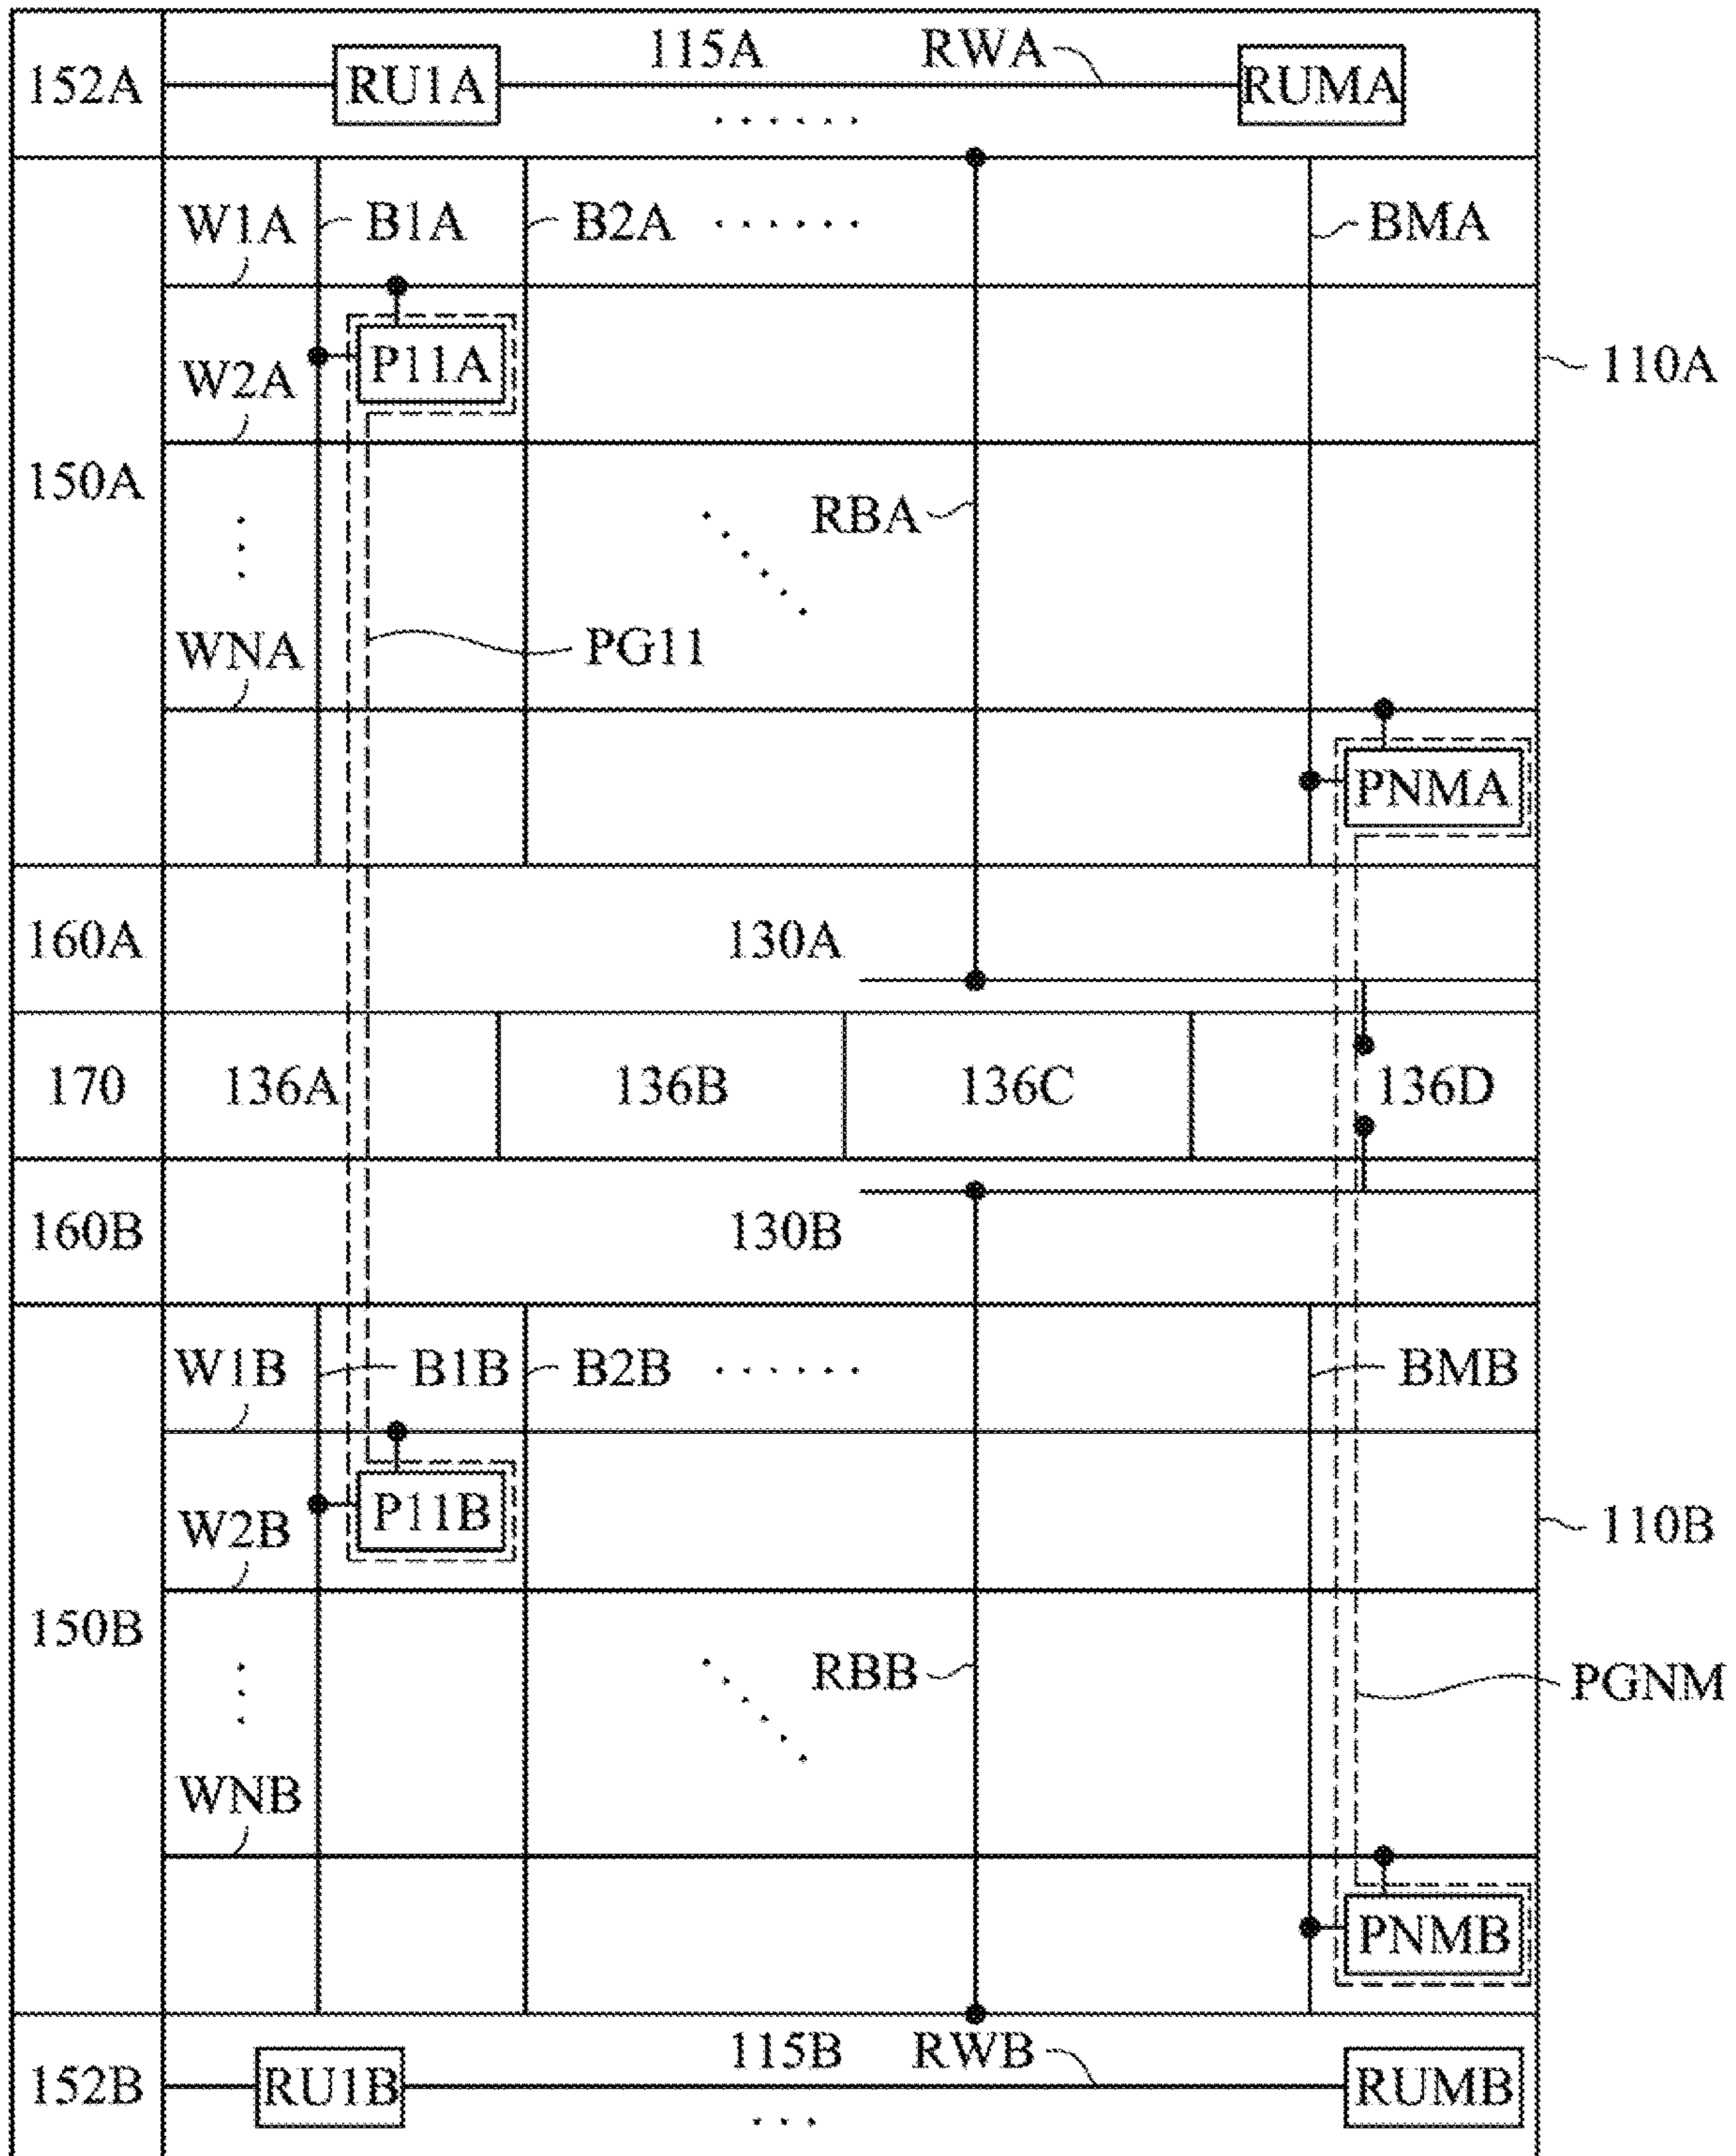 152A RU1A 115A RWA RUMA
W1A B1A B2A BMA
W2A P11A 110A
150A RBA
WNA PG11
PNMA
160A 130A
170 136A 136B 136C 136D
160B 130B
W1B B1B B2B BMB
W2B P11B 110B
150B RBB PGNM
WNB
PNMB
152B RU1B 115B RWB RUMB